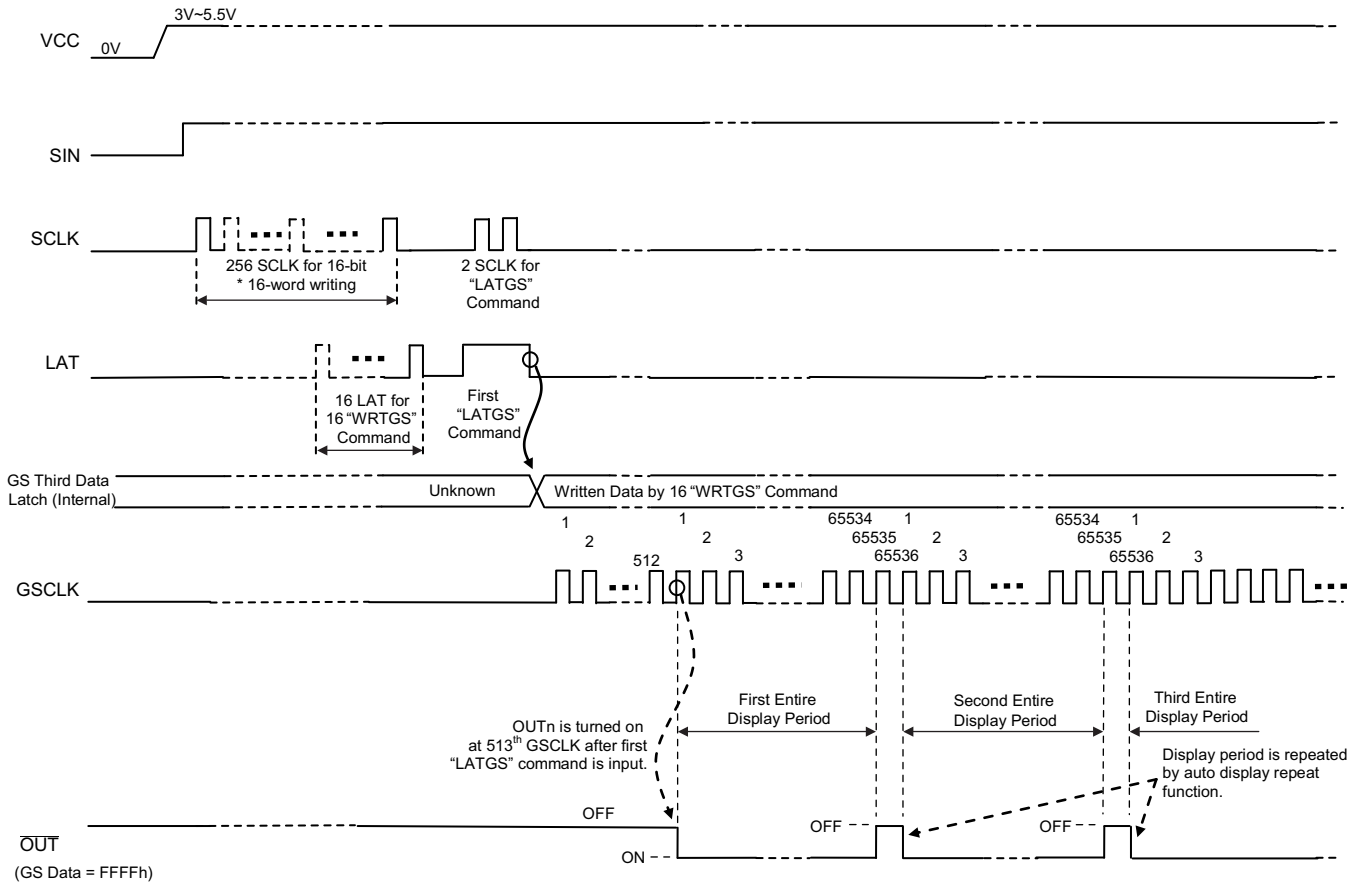 3V~5.5V
VCC
0V
SIN
SCLK
256 SCLK for 16-bit
* 16-word writing
2 SCLK for
“LATGS”
Command
LAT
16 LAT for
16 “WRTGS”
Command
First
“LATGS”
Command
GS Third Data
Latch (Internal)
Unknown
Written Data by 16 “WRTGS” Command
1
2
512
1
2
3
65534
65535
65536
1
2
3
65534
65535
65536
1
2
3
GSCLK
First Entire
Display Period
Second Entire
Display Period
Third Entire
Display Period
OUTn is turned on
at 513th GSCLK after first
“LATGS” command is input.
Display period is repeated
by auto display repeat
function.
OFF
OFF
OFF
OUT
ON
(GS Data = FFFFh)